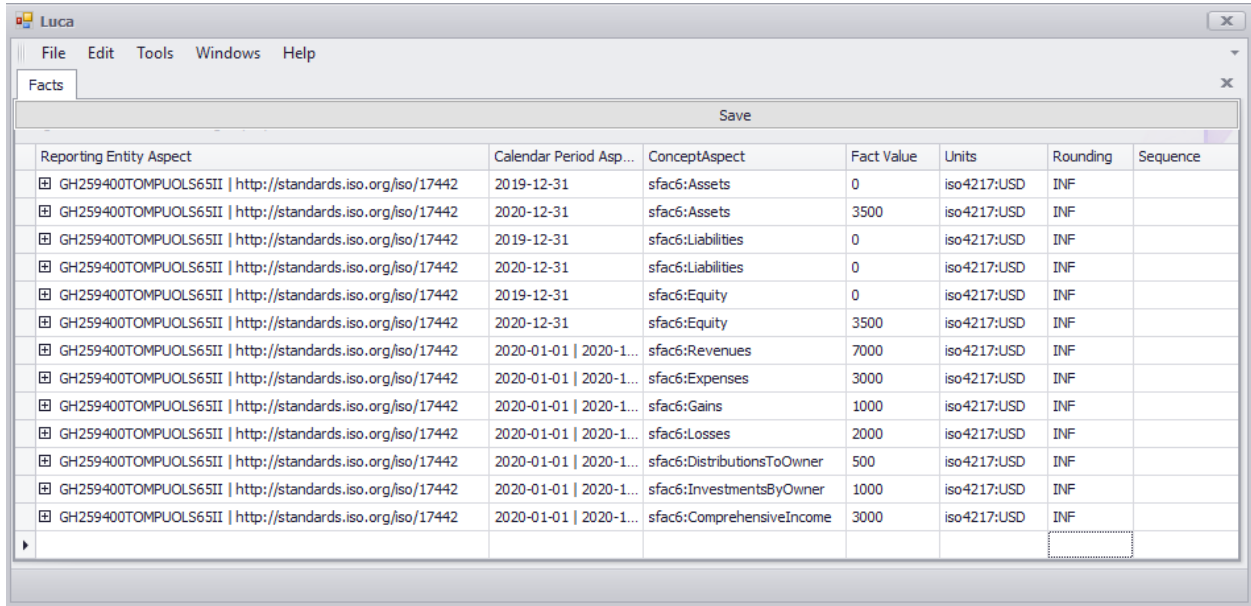 Luca
File Edit Tools Windows Help
Facts
Save
Reporting Entity Aspect Calendar Period Asp... ConceptAspect Fact Value Units Rounding Sequence
GH259400TOMPUOLS65II | http://standards.iso.org/iso/17442 2019-12-31 sfac6:Assets 0 iso4217:USD INF
GH259400TOMPUOLS65II | http://standards.iso.org/iso/17442 2020-12-31 sfac6:Assets 3500 iso4217:USD INF
GH259400TOMPUOLS65II | http://standards.iso.org/iso/17442 2019-12-31 sfac6:Liabilities 0 iso4217:USD INF
GH259400TOMPUOLS65II | http://standards.iso.org/iso/17442 2020-12-31 sfac6:Liabilities 0 iso4217:USD INF
GH259400TOMPUOLS65II | http://standards.iso.org/iso/17442 2019-12-31 sfac6:Equity 0 iso4217:USD INF
GH259400TOMPUOLS65II | http://standards.iso.org/iso/17442 2020-12-31 sfac6:Equity 3500 iso4217:USD INF
GH259400TOMPUOLS65II | http://standards.iso.org/iso/17442 2020-01-01 | 2020-1... sfac6:Revenues 7000 iso4217:USD INF
GH259400TOMPUOLS65II | http://standards.iso.org/iso/17442 2020-01-01 | 2020-1... sfac6:Expenses 3000 iso4217:USD INF
GH259400TOMPUOLS65II | http://standards.iso.org/iso/17442 2020-01-01 | 2020-1... sfac6:Gains 1000 iso4217:USD INF
GH259400TOMPUOLS65II | http://standards.iso.org/iso/17442 2020-01-01 | 2020-1... sfac6:Losses 2000 iso4217:USD INF
GH259400TOMPUOLS65II | http://standards.iso.org/iso/17442 2020-01-01 | 2020-1... sfac6:DistributionsToOwner 500 iso4217:USD INF
GH259400TOMPUOLS65II | http://standards.iso.org/iso/17442 2020-01-01 | 2020-1... sfac6:InvestmentsByOwner 1000 iso4217:USD INF
GH259400TOMPUOLS65II | http://standards.iso.org/iso/17442 2020-01-01 | 2020-1... sfac6:ComprehensiveIncome 3000 iso4217:USD INF